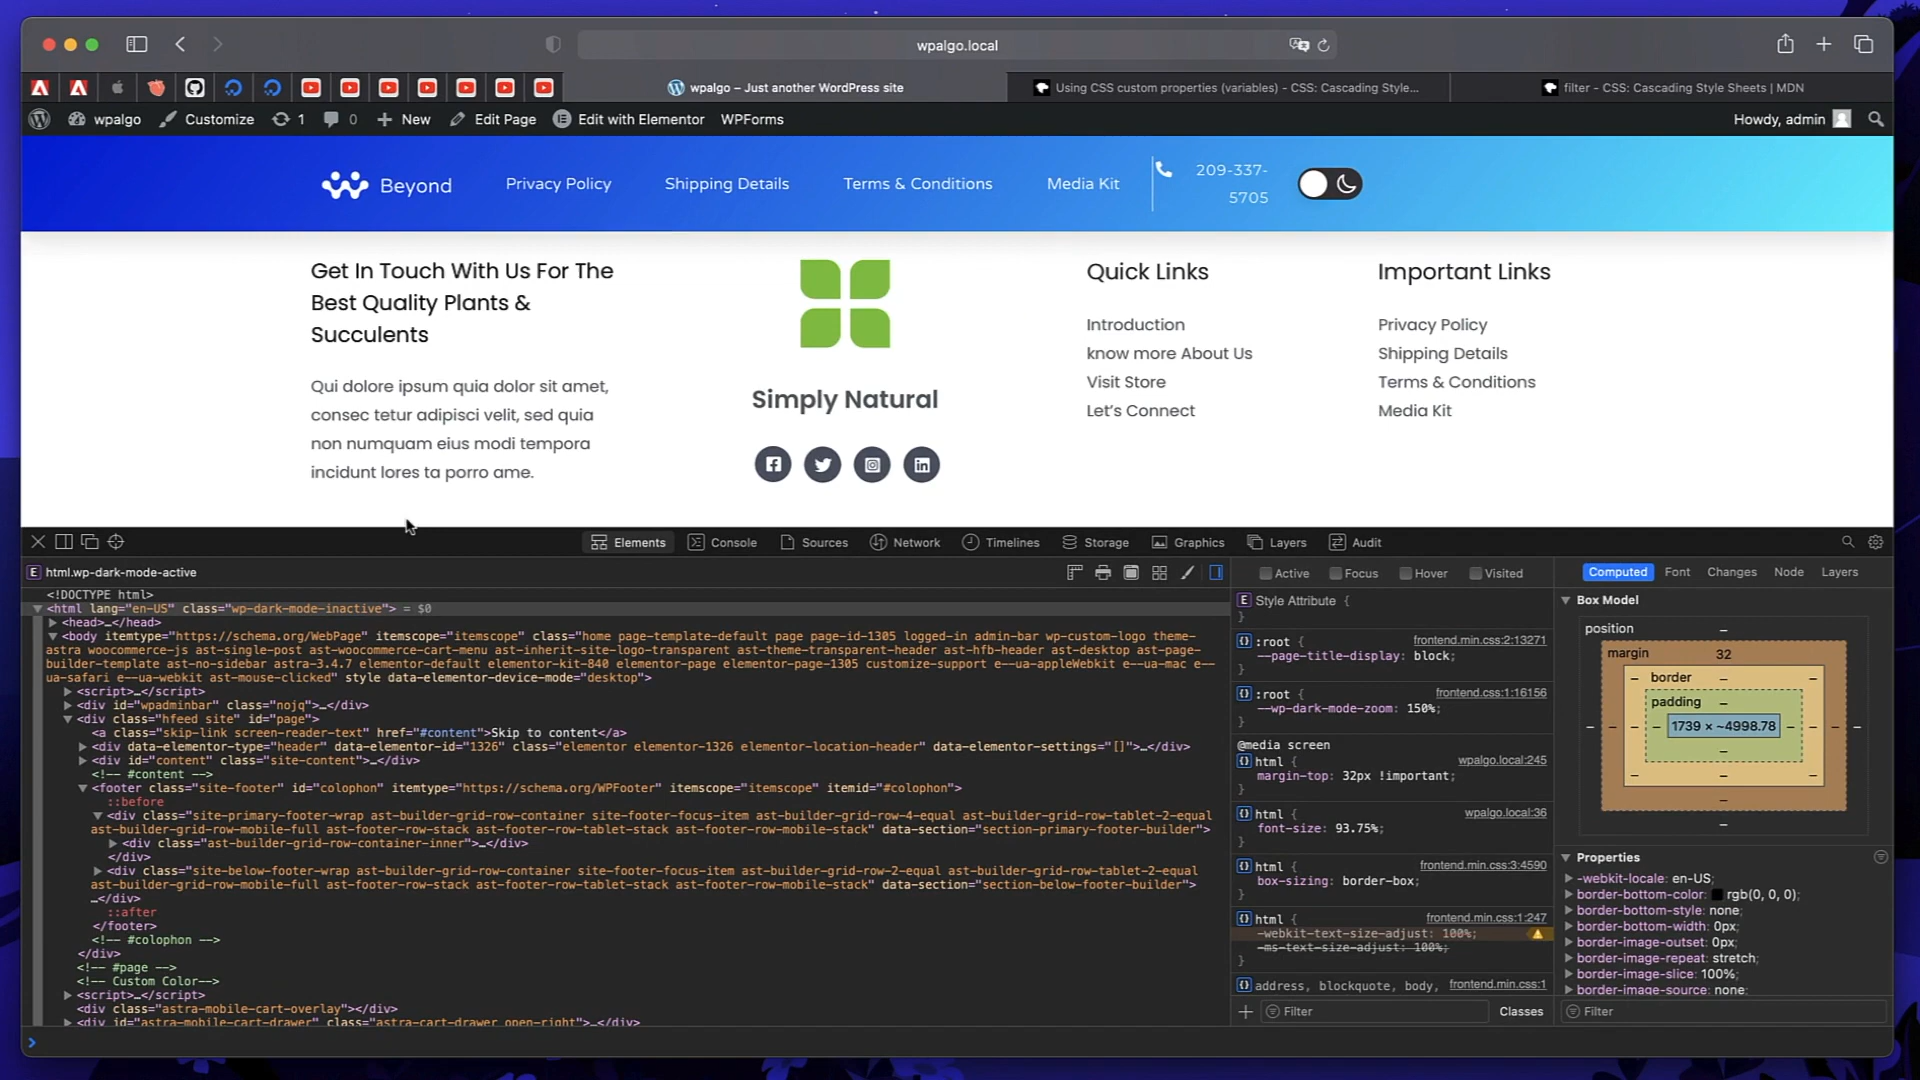 wpalgo.local
wpalgo – Just another WordPress site
Using CSS custom properties (variables) - CSS: Cascading Style...
filter - CSS: Cascading Style Sheets | MDN
wpalgo
Customize
1
0
New
Edit Page
Edit with Elementor
WPForms
Howdy, admin
Beyond
Privacy Policy
Shipping Details
Terms & Conditions
Media Kit
209-337-
5705
Get In Touch With Us For The
Best Quality Plants &
Succulents
Qui dolore ipsum quia dolor sit amet,
consec tetur adipisci velit, sed quia
non numquam eius modi tempora
incidunt lores ta porro ame.
Simply Natural
Quick Links
Introduction
know more About Us
Visit Store
Let's Connect
Important Links
Privacy Policy
Shipping Details
Terms & Conditions
Media Kit
Elements
Console
Sources
Network
Timelines
Storage
Graphics
Layers
Audit
E html.wp-dark-mode-active
<!DOCTYPE html>
<html lang="en-US" class="wp-dark-mode-inactive"> = $0
<head>…</head>
<body itemtype="https://schema.org/WebPage" itemscope="itemscope" class="home page-template-default page page-id-1305 logged-in admin-bar wp-custom-logo theme-
astra woocommerce-js ast-single-post ast-woocommerce-cart-menu ast-inherit-site-logo-transparent ast-theme-transparent-header ast-hfb-header ast-desktop ast-page-
builder-template ast-no-sidebar astra-3.4.7 elementor-default elementor-kit-840 elementor-page elementor-page-1305 customize-support e--ua-appleWebkit e--ua-mac e--
ua-safari e--ua-webkit ast-mouse-clicked" style data-elementor-device-mode="desktop">
<script>…</script>
<div id="wpadminbar" class="nojq">…</div>
<div class="hfeed site" id="page">
<a class="skip-link screen-reader-text" href="#content">Skip to content</a>
<div data-elementor-type="header" data-elementor-id="1326" class="elementor elementor-1326 elementor-location-header" data-elementor-settings="[]">…</div>
<div id="content" class="site-content">…</div>
<!-- #content -->
<footer class="site-footer" id="colophon" itemtype="https://schema.org/WPFooter" itemscope="itemscope" itemid="#colophon">
::before
<div class="site-primary-footer-wrap ast-builder-grid-row-container site-footer-focus-item ast-builder-grid-row-4-equal ast-builder-grid-row-tablet-2-equal
ast-builder-grid-row-mobile-full ast-footer-row-stack ast-footer-row-tablet-stack ast-footer-row-mobile-stack" data-section="section-primary-footer-builder">
<div class="ast-builder-grid-row-container-inner">…</div>
</div>
<div class="site-below-footer-wrap ast-builder-grid-row-container site-footer-focus-item ast-builder-grid-row-2-equal ast-builder-grid-row-tablet-2-equal
ast-builder-grid-row-mobile-full ast-footer-row-stack ast-footer-row-tablet-stack ast-footer-row-mobile-stack" data-section="section-below-footer-builder">
…</div>
::after
</footer>
<!-- #colophon -->
</div>
<!-- #page -->
<!-- Custom Color-->
<script>…</script>
<div class="astra-mobile-cart-overlay"></div>
<div id="astra-mobile-cart-drawer" class="astra-cart-drawer open-right">…</div>
Active
Focus
Hover
Visited
E Style Attribute {
}
:root { frontend.min.css:2:13271
--page-title-display: block;
}
:root { frontend.css:1:16156
--wp-dark-mode-zoom: 150%;
}
@media screen
html { wpalgo.local:245
margin-top: 32px !important;
}
html { wpalgo.local:36
font-size: 93.75%;
}
html { frontend.min.css:3:4590
box-sizing: border-box;
}
html { frontend.min.css:1:247
-webkit-text-size-adjust: 100%;
-ms-text-size-adjust: 100%;
}
address, blockquote, body, frontend.min.css:1
Filter
Classes
Computed
Font
Changes
Node
Layers
Box Model
position –
margin 32
– border –
padding –
– – – – 1739 × ~4998.78 – – – –
–
– –
–
–
Properties
-webkit-locale: en-US;
border-bottom-color: rgb(0, 0, 0);
border-bottom-style: none;
border-bottom-width: 0px;
border-image-outset: 0px;
border-image-repeat: stretch;
border-image-slice: 100%;
border-image-source: none;
Filter